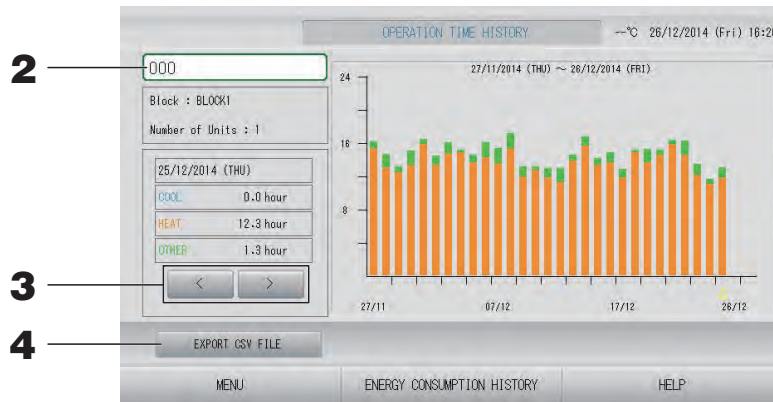 OPERATION TIME HISTORY
--°C 26/12/2014 (Fri) 16:20
2
000
Block : BLOCK1
Number of Units : 1
25/12/2014 (THU)
COOL 0.0 hour
HEAT 12.3 hour
OTHER 1.3 hour
3
< >
4
EXPORT CSV FILE
27/11/2014 (THU) ~ 26/12/2014 (FRI)
24
16
8
27/11 07/12 17/12 26/12
MENU ENERGY CONSUMPTION HISTORY HELP